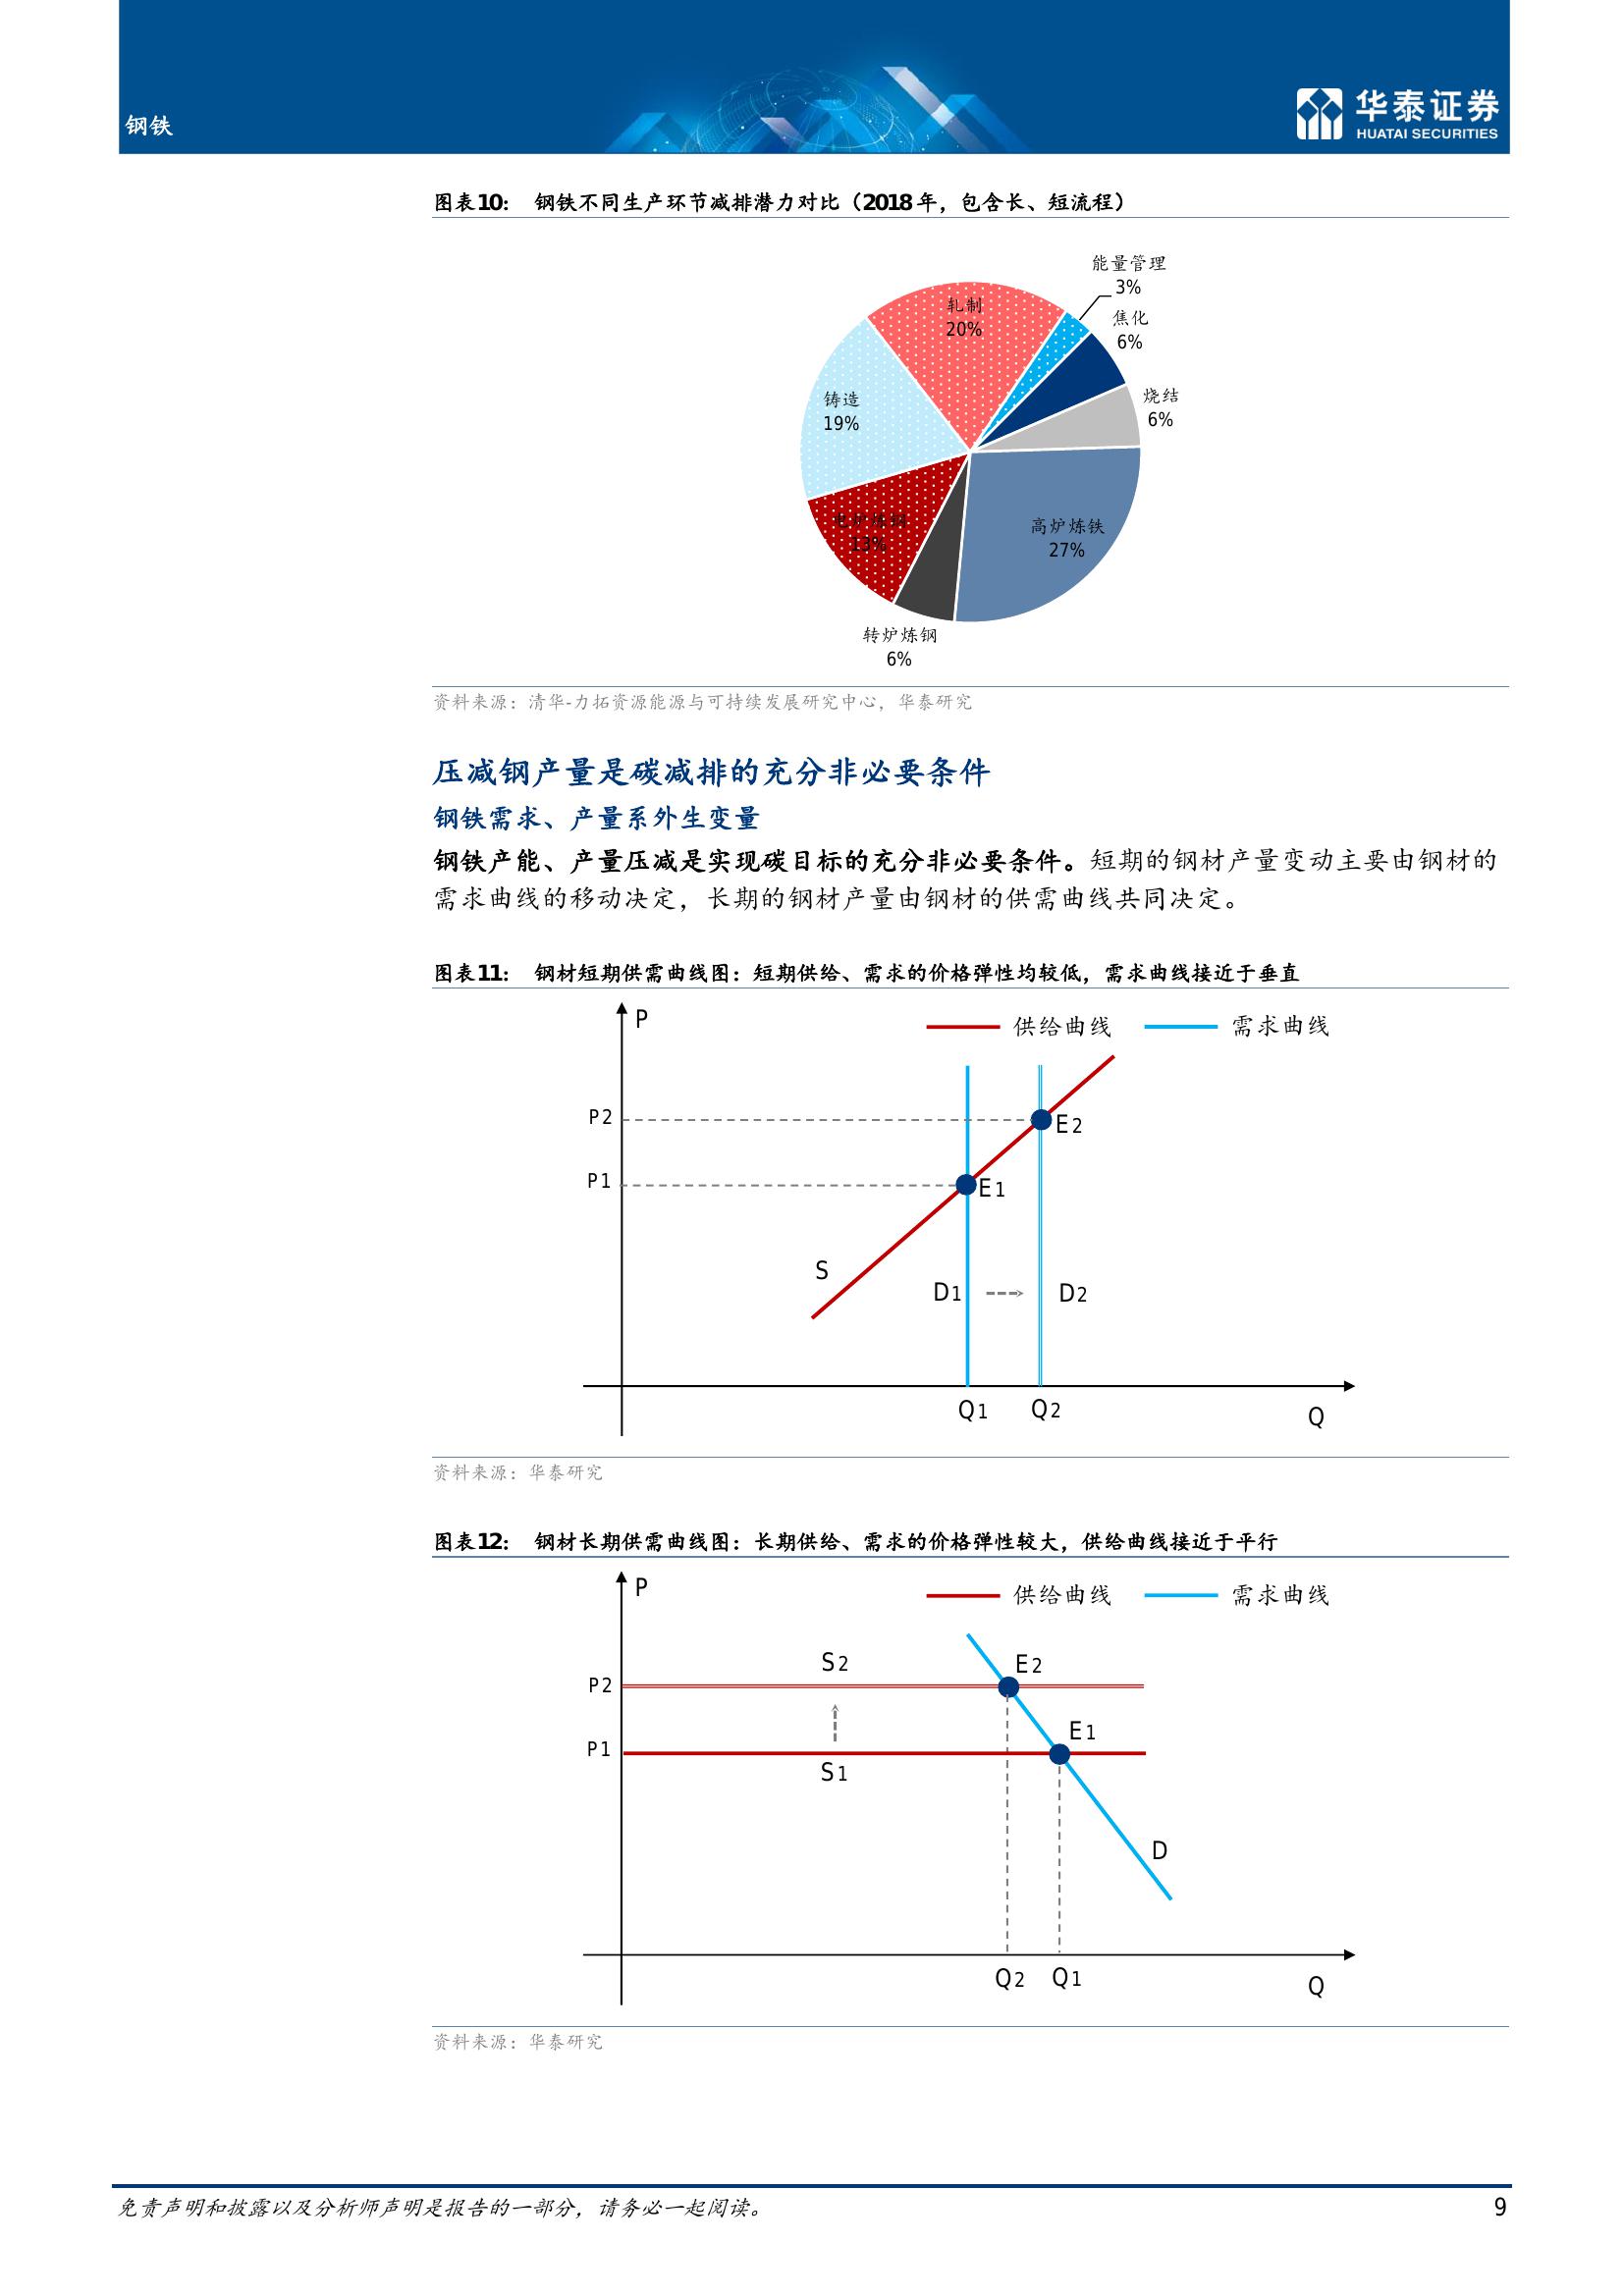 钢铁
华泰证券
HUATAI SECURITIES
图表10： 钢铁不同生产环节减排潜力对比（2018 年，包含长、短流程）
能量管理
3%
焦化
6%
烧结
6%
高炉炼铁
27%
转炉炼钢
6%
电炉炼钢
13%
铸造
19%
轧制
20%
资料来源：清华-力拓资源能源与可持续发展研究中心，华泰研究
压减钢产量是碳减排的充分非必要条件
钢铁需求、产量系外生变量
钢铁产能、产量压减是实现碳目标的充分非必要条件。短期的钢材产量变动主要由钢材的
需求曲线的移动决定，长期的钢材产量由钢材的供需曲线共同决定。
图表11： 钢材短期供需曲线图：短期供给、需求的价格弹性均较低，需求曲线接近于垂直
P
供给曲线 需求曲线
P2
E2
P1
E1
S
D1 D2
Q1 Q2
Q
资料来源：华泰研究
图表12： 钢材长期供需曲线图：长期供给、需求的价格弹性较大，供给曲线接近于平行
P
供给曲线 需求曲线
S2 E2
P2
E1
P1
S1
D
Q2 Q1
Q
资料来源：华泰研究
免责声明和披露以及分析师声明是报告的一部分，请务必一起阅读。 9